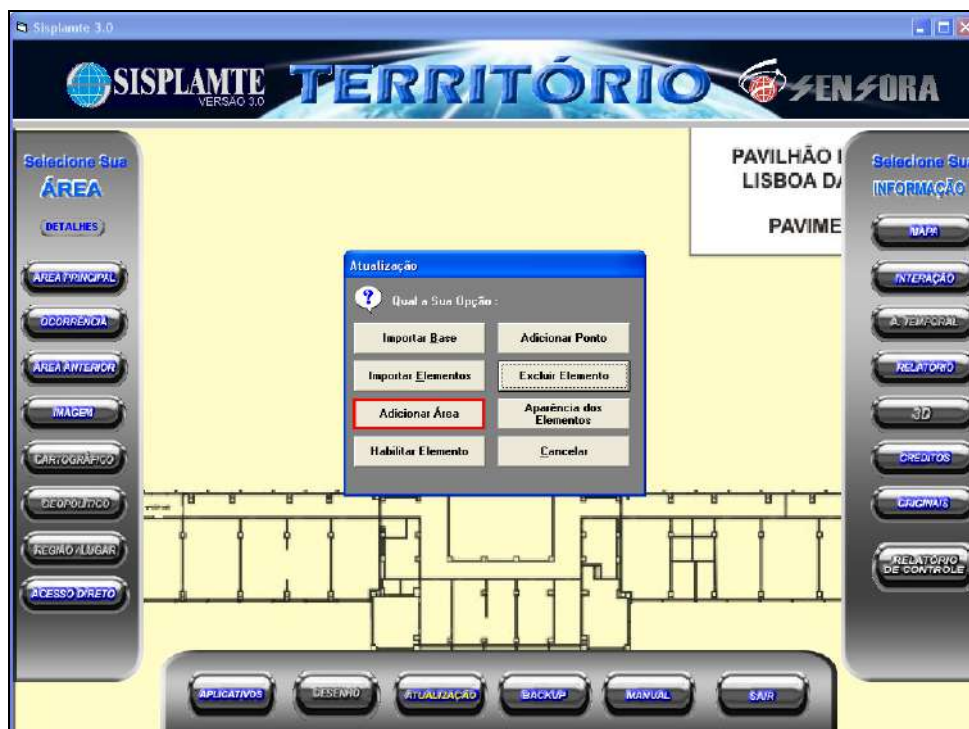 Sisplamte 3.0
SISPLAMTE
VERSÃO 3.0
TERRITÓRIO
SENSORA
Selecione Sua
ÁREA
DETALHES
ÁREA PRINCIPAL
OCORRÊNCIA
ÁREA ANTERIOR
IMAGEM
CARTOGRÁFICO
GEOPOLÍTICO
REGIÃO / LUGAR
ACESSO DIRETO
PAVILHÃO
LISBOA DA
PAVIME
Atualização
Qual a Sua Opção :
Importar Base
Adicionar Ponto
Importar Elementos
Excluir Elemento
Adicionar Área
Aparência dos
Elementos
Habilitar Elemento
Cancelar
Selecione Sua
INFORMAÇÃO
MAPA
INTERAÇÃO
A. TEMPORAL
RELATÓRIO
3D
CRÉDITOS
ORIGINAIS
RELATÓRIO
DE CONTROLE
APLICATIVOS
DESENHO
ATUALIZAÇÃO
BACKUP
MANUAL
SAIR